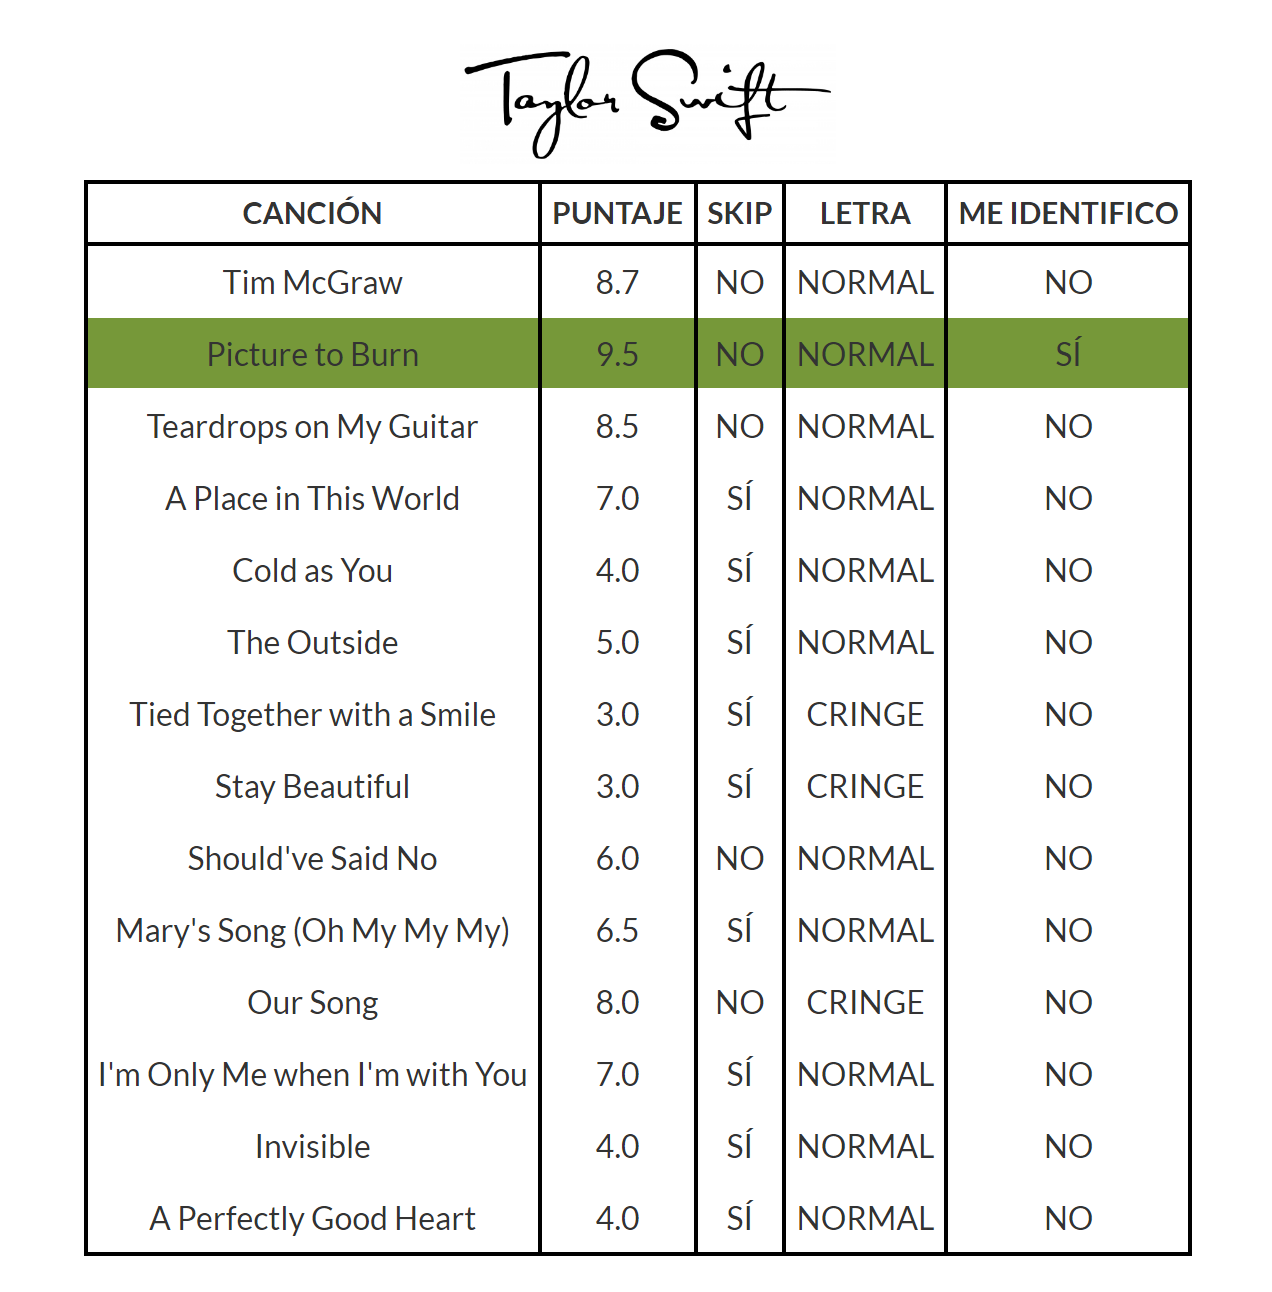 Taylor Swift
CANCIÓN PUNTAJE SKIP LETRA ME IDENTIFICO
Tim McGraw 8.7 NO NORMAL NO
Picture to Burn 9.5 NO NORMAL SÍ
Teardrops on My Guitar 8.5 NO NORMAL NO
A Place in This World 7.0 SÍ NORMAL NO
Cold as You 4.0 SÍ NORMAL NO
The Outside 5.0 SÍ NORMAL NO
Tied Together with a Smile 3.0 SÍ CRINGE NO
Stay Beautiful 3.0 SÍ CRINGE NO
Should've Said No 6.0 NO NORMAL NO
Mary's Song (Oh My My My) 6.5 SÍ NORMAL NO
Our Song 8.0 NO CRINGE NO
I'm Only Me when I'm with You 7.0 SÍ NORMAL NO
Invisible 4.0 SÍ NORMAL NO
A Perfectly Good Heart 4.0 SÍ NORMAL NO